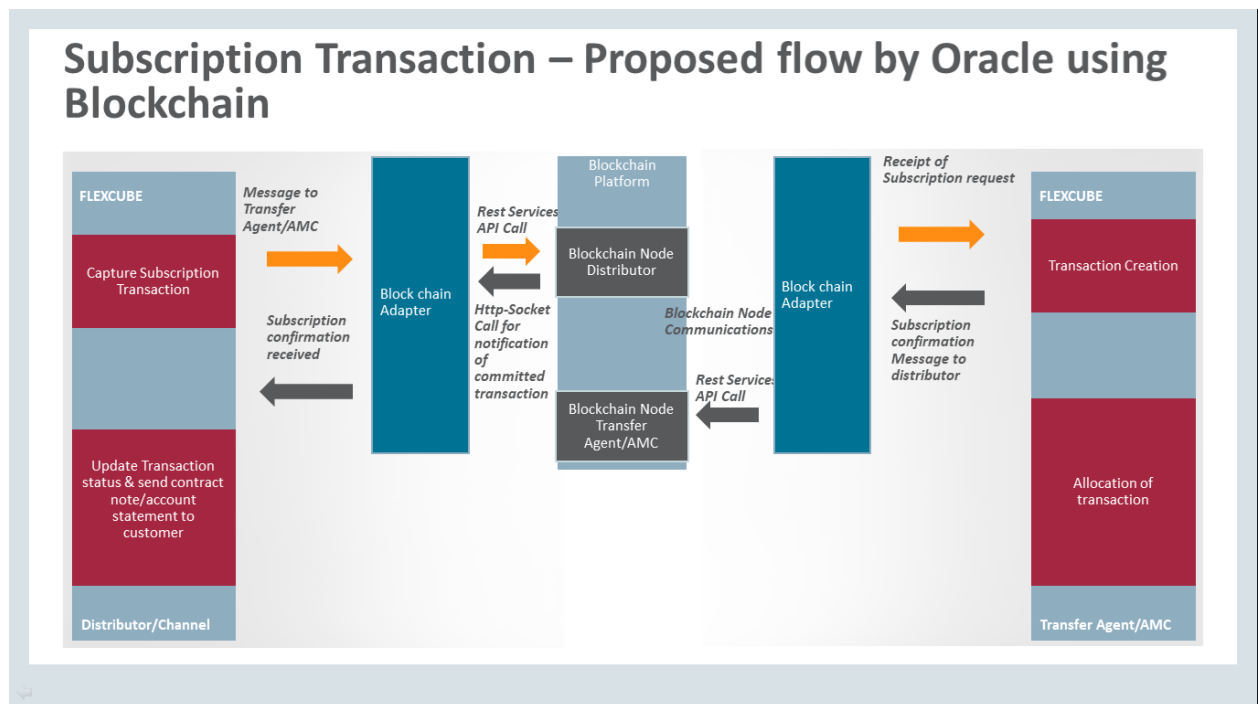 Subscription Transaction – Proposed flow by Oracle using
Blockchain
FLEXCUBE
Capture Subscription
Transaction
Update Transaction
status & send contract
note/account
statement to
customer
Distributor/Channel
Message to
Transfer
Agent/AMC
Subscription
confirmation
received
Block chain
Adapter
Rest Services
API Call
Http-Socket
Call for
notification
of
committed
transaction
Blockchain
Platform
Blockchain Node
Distributor
Blockchain Node
Transfer
Agent/AMC
Blockchain Node
Communications
Rest Services
API Call
Block chain
Adapter
Receipt of
Subscription request
Subscription
confirmation
Message to
distributor
FLEXCUBE
Transaction Creation
Allocation of
transaction
Transfer Agent/AMC